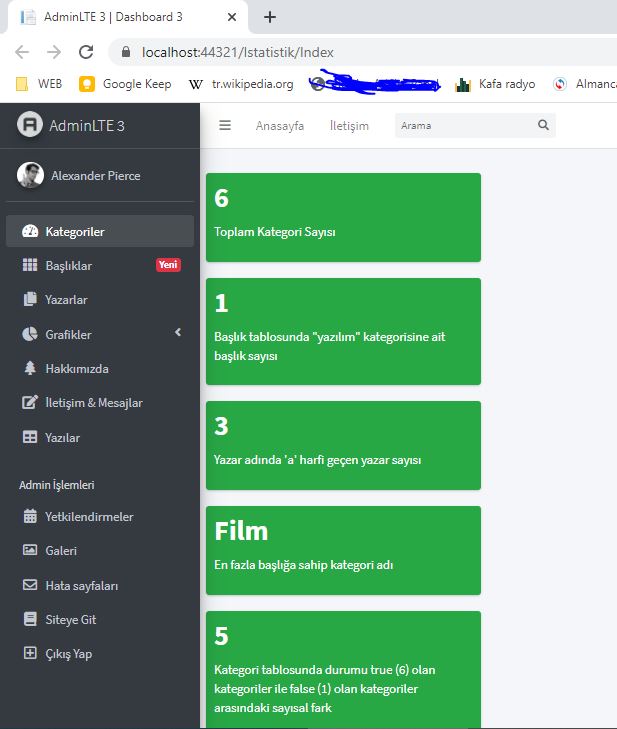 AdminLTE 3 | Dashboard 3
localhost:44321/Istatistik/Index
WEB
Google Keep
tr.wikipedia.org
Kafa radyo
Almanca
AdminLTE 3
Anasayfa
İletişim
Arama
Alexander Pierce
Kategoriler
Başlıklar
Yeni
Yazarlar
Grafikler
Hakkımızda
İletişim & Mesajlar
Yazılar
Admin İşlemleri
Yetkilendirmeler
Galeri
Hata sayfaları
Siteye Git
Çıkış Yap
6
Toplam Kategori Sayısı
1
Başlık tablosunda "yazılım" kategorisine ait
başlık sayısı
3
Yazar adında 'a' harfi geçen yazar sayısı
Film
En fazla başlığa sahip kategori adı
5
Kategori tablosunda durumu true (6) olan
kategoriler ile false (1) olan kategoriler
arasındaki sayısal fark